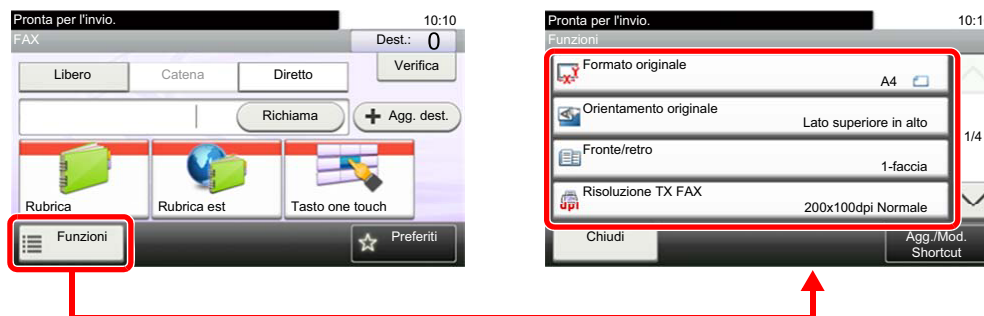 Pronta per l'invio.
10:10
FAX
Dest.: 0
Verifica
Libero
Catena
Diretto
Richiama
Agg. dest.
Rubrica
Rubrica est
Tasto one touch
Funzioni
Preferiti
Pronta per l'invio.
10:1
Funzioni
Formato originale
A4
Orientamento originale
Lato superiore in alto
1/4
Fronte/retro
1-faccia
Risoluzione TX FAX
200x100dpi Normale
Chiudi
Agg./Mod.
Shortcut